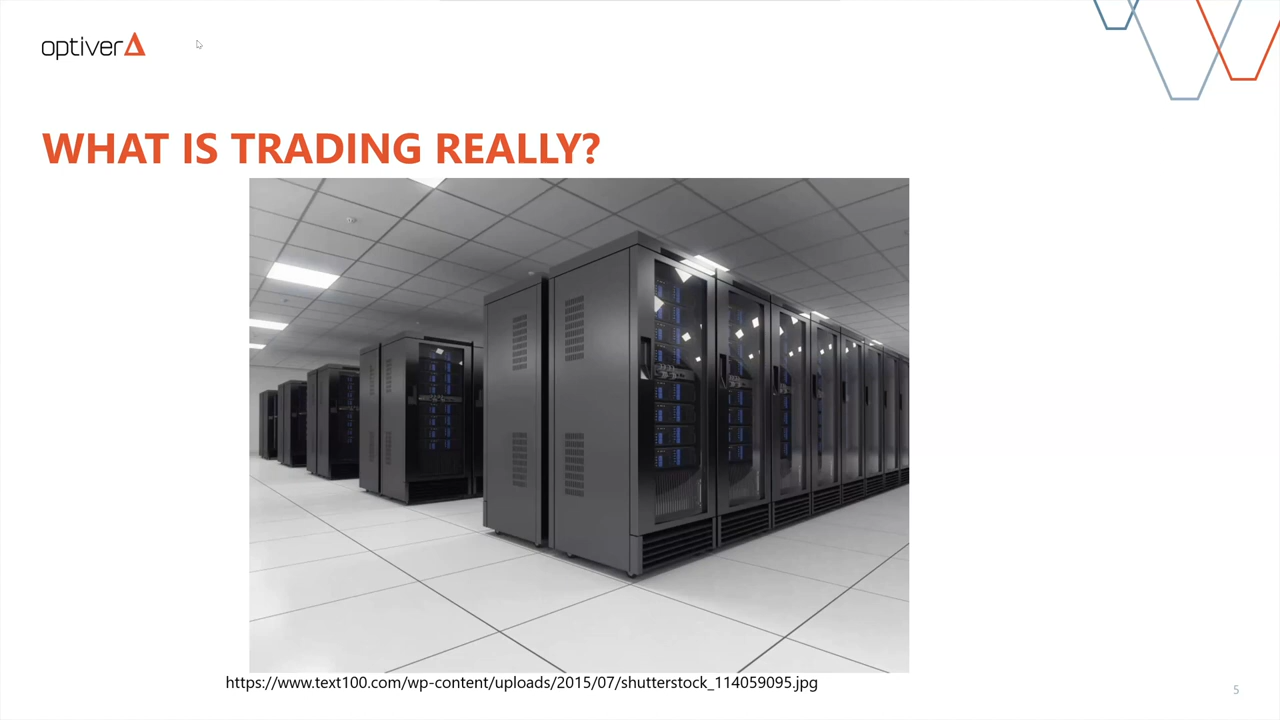 optiver
WHAT IS TRADING REALLY?
https://www.text100.com/wp-content/uploads/2015/07/shutterstock_114059095.jpg
5